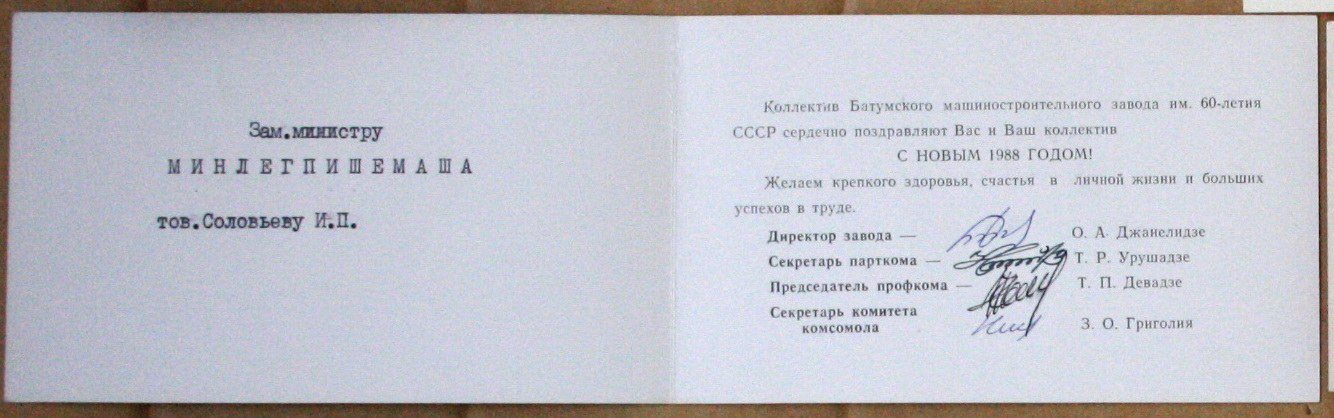 Зам.министру
МИНЛЕГПИШЕМАША
тов.Соловьеву И.П.
Коллектив Батумского машиностроительного завода им. 60-летия
СССР сердечно поздравляют Вас и Ваш коллектив
С НОВЫМ 1988 ГОДОМ!
Желаем крепкого здоровья, счастья в личной жизни и больших
успехов в труде.
Директор завода — О. А. Джанелидзе
Секретарь парткома — Т. Р. Урушадзе
Председатель профкома — Т. П. Девадзе
Секретарь комитета
комсомола З. О. Григолия